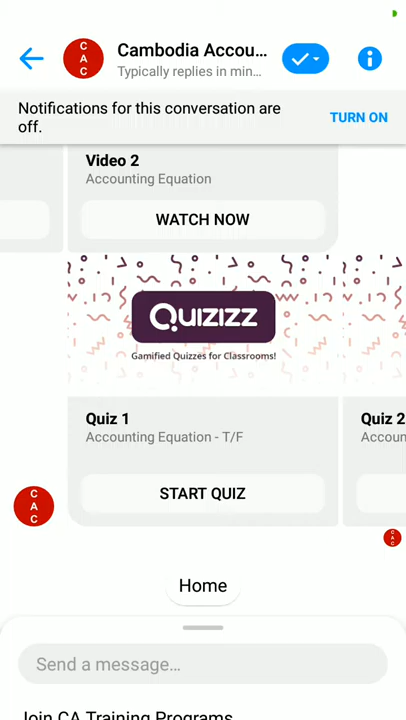 Cambodia Accou...
Typically replies in min...
Notifications for this conversation are
off.
TURN ON
Video 2
Accounting Equation
WATCH NOW
Quizizz
Gamified Quizzes for Classrooms!
Quiz 1
Accounting Equation - T/F
START QUIZ
Quiz 2
Accoun
CAC
CAC
CAC
Home
Send a message...
Join CA Training Programs